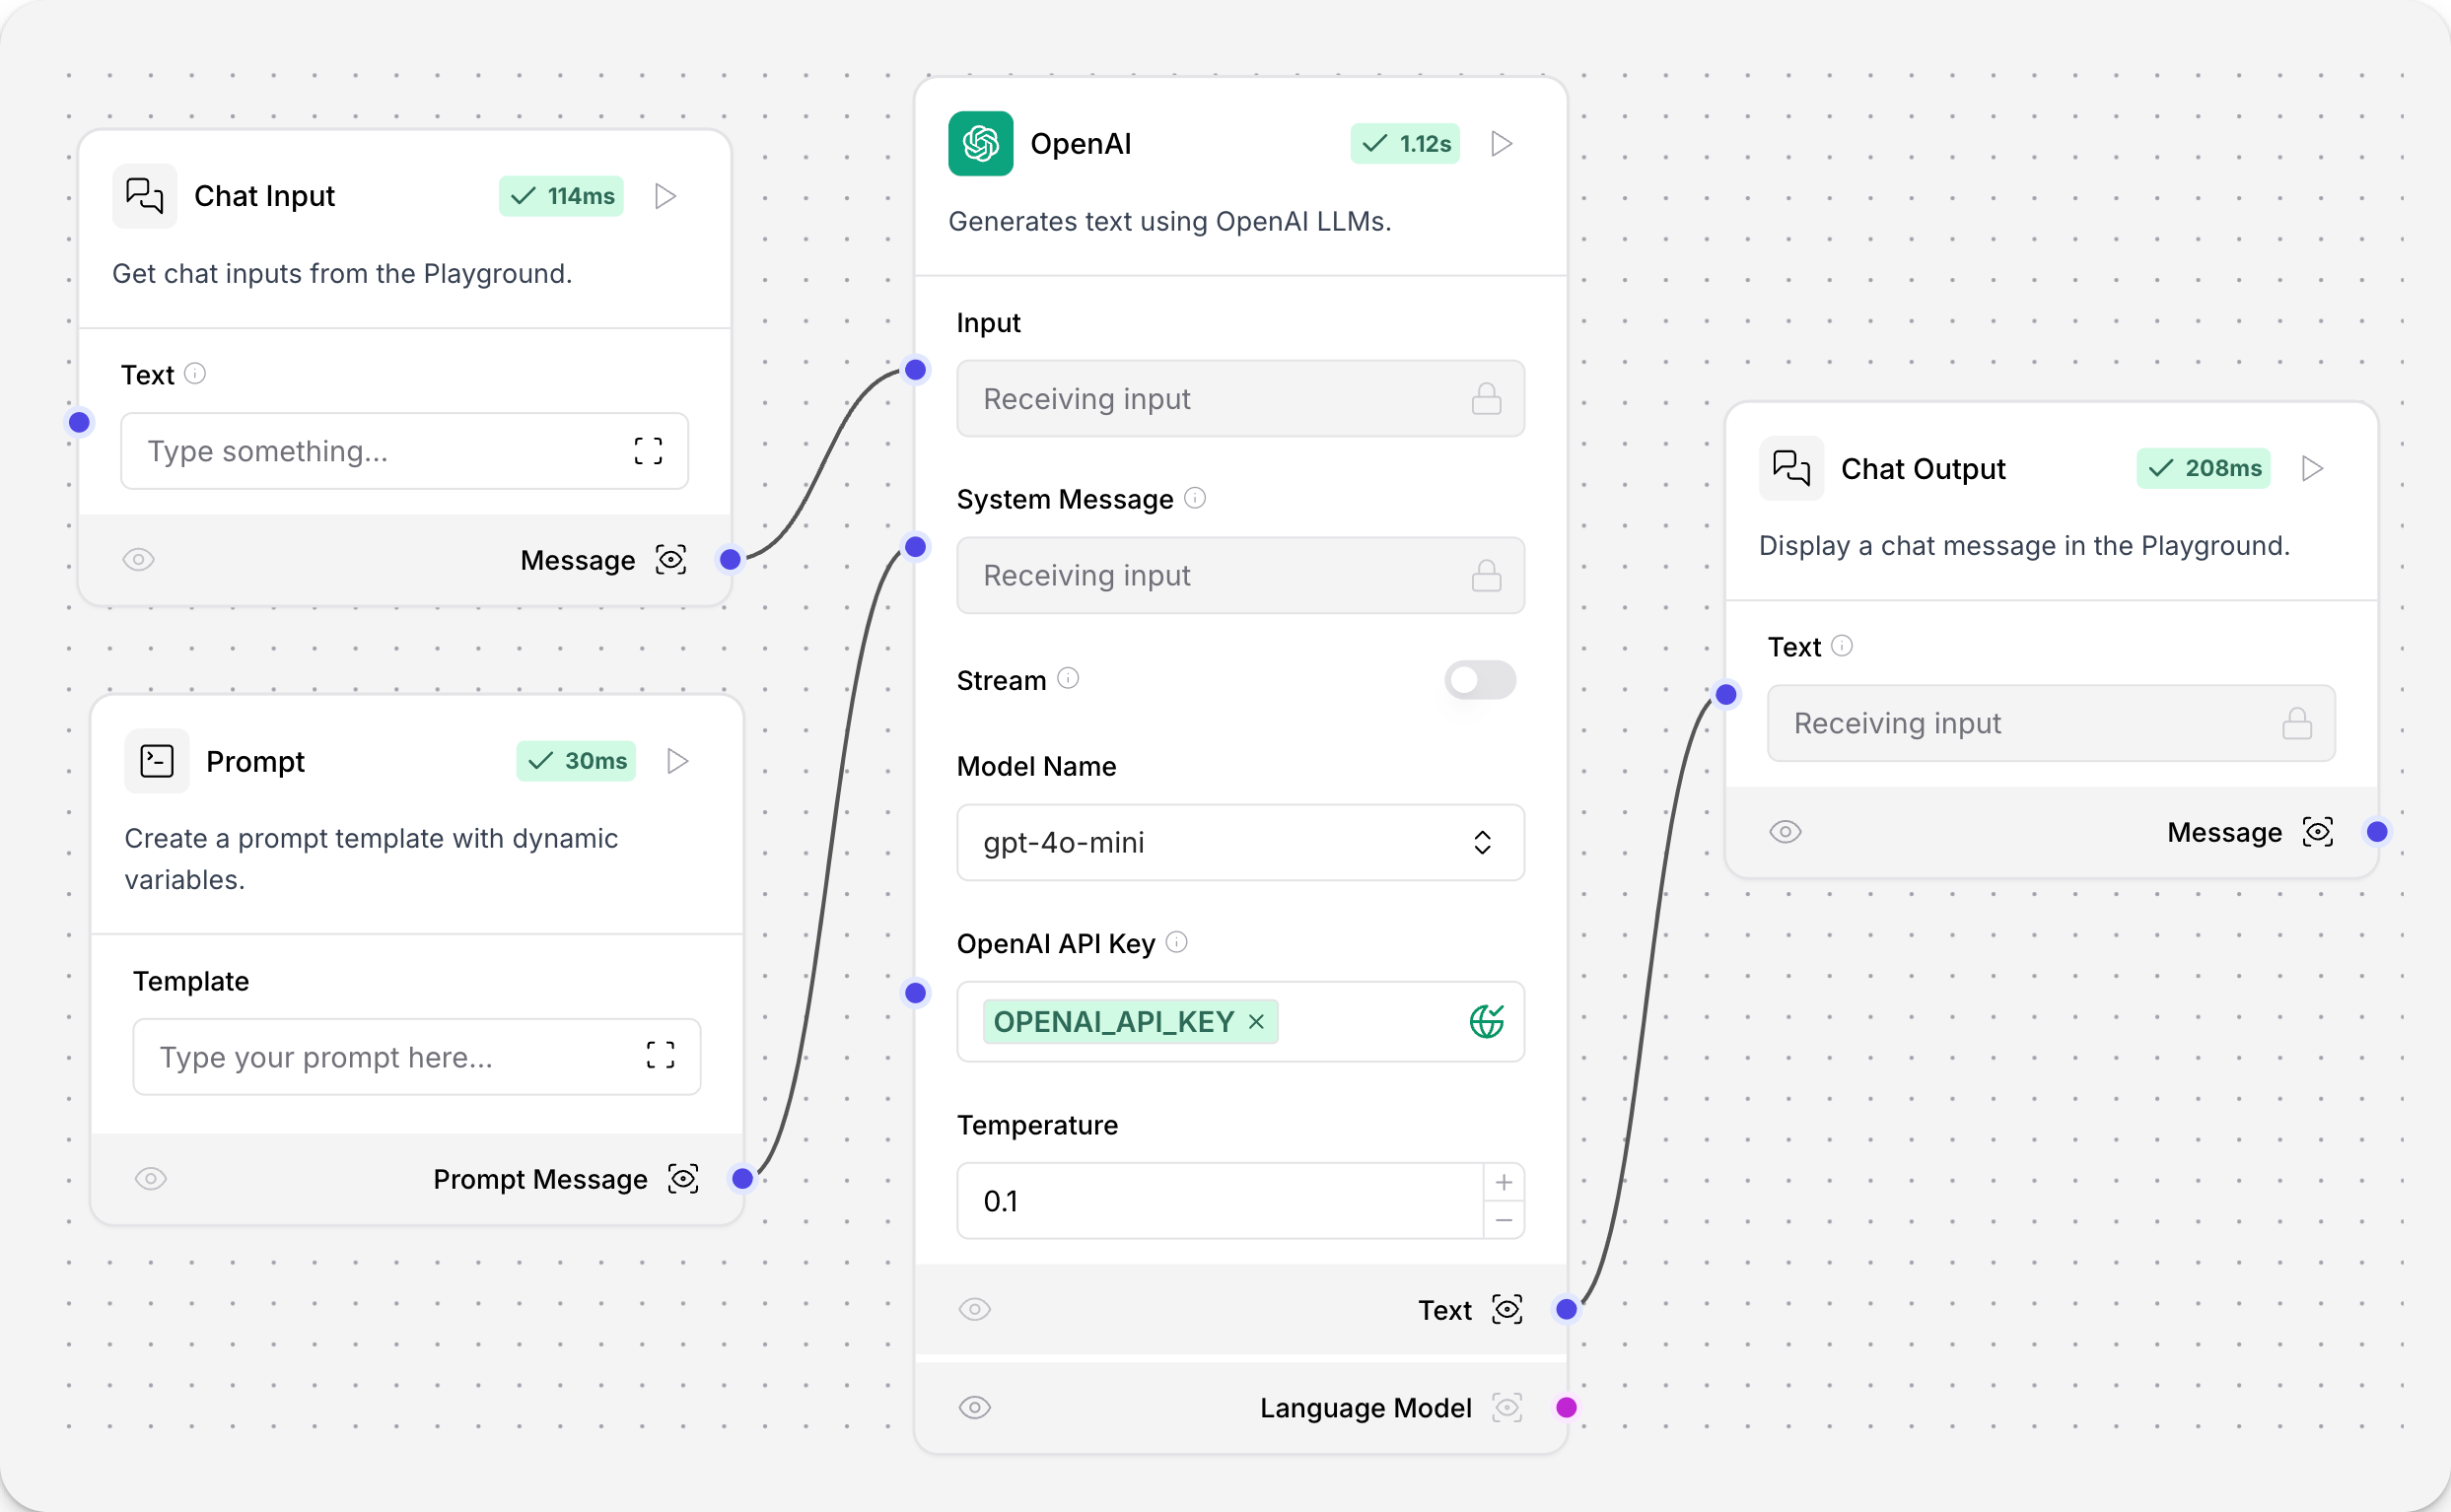 Chat Input
114ms
Get chat inputs from the Playground.
Text
Type something...
Message
Prompt
30ms
Create a prompt template with dynamic
variables.
Template
Type your prompt here...
Prompt Message
OpenAI
1.12s
Generates text using OpenAI LLMs.
Input
Receiving input
System Message
Receiving input
Stream
Model Name
gpt-4o-mini
OpenAI API Key
OPENAI_API_KEY
Temperature
0.1
Text
Language Model
Chat Output
208ms
Display a chat message in the Playground.
Text
Receiving input
Message